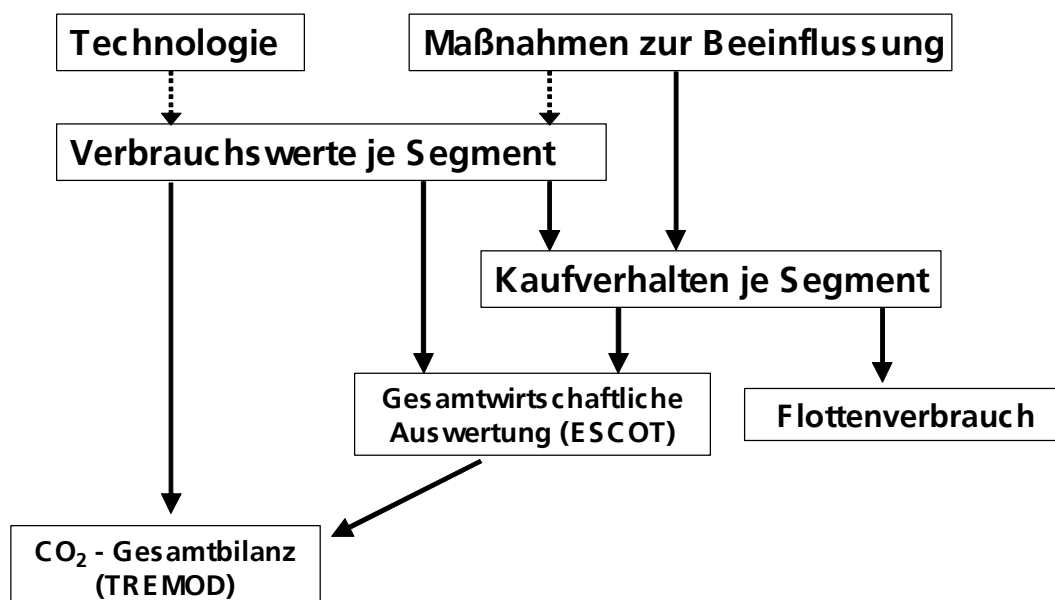 Technologie
Maßnahmen zur Beeinflussung
Verbrauchswerte je Segment
Kaufverhalten je Segment
Gesamtwirtschaftliche
Auswertung (ESCOT)
Flottenverbrauch
CO₂ - Gesamtbilanz
(TREMOD)